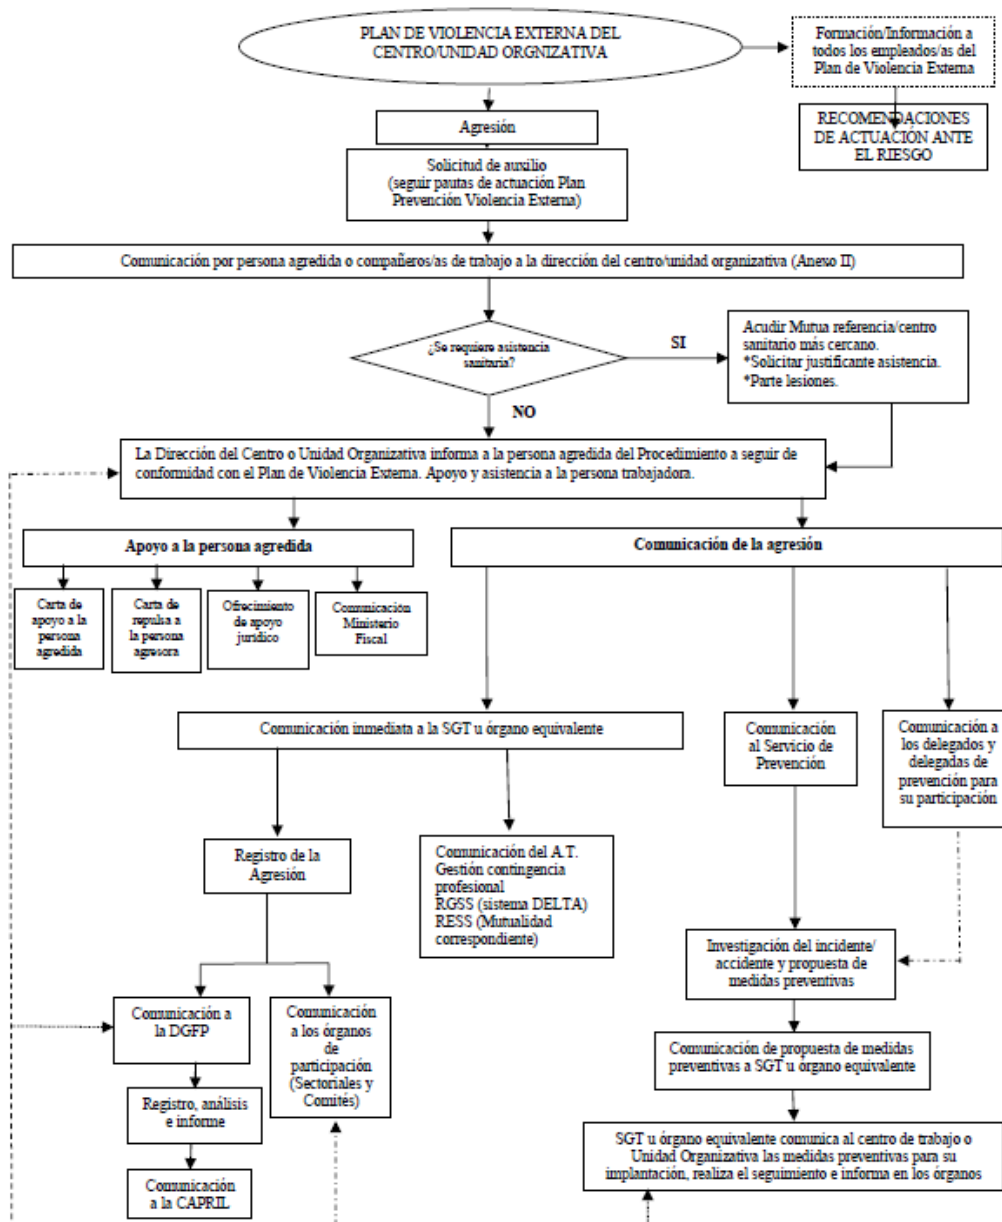 PLAN DE VIOLENCIA EXTERNA DEL
CENTRO/UNIDAD ORGNIZATIVA
Formación/Información a
todos los empleados/as del
Plan de Violencia Externa
RECOMENDACIONES
DE ACTUACIÓN ANTE
EL RIESGO
Agresión
Solicitud de auxilio
(seguir pautas de actuación Plan
Prevención Violencia Externa)
Comunicación por persona agredida o compañeros/as de trabajo a la dirección del centro/unidad organizativa (Anexo II)
¿Se requiere asistencia
sanitaria?
SI
Acudir Mutua referencia/centro
sanitario más cercano.
*Solicitar justificante asistencia.
*Parte lesiones.
NO
La Dirección del Centro o Unidad Organizativa informa a la persona agredida del Procedimiento a seguir de
conformidad con el Plan de Violencia Externa. Apoyo y asistencia a la persona trabajadora.
Apoyo a la persona agredida
Comunicación de la agresión
Carta de
apoyo a la
persona
agredida
Carta de
repulsa a
la persona
agresora
Ofrecimiento
de apoyo
jurídico
Comunicación
Ministerio
Fiscal
Comunicación inmediata a la SGT u órgano equivalente
Comunicación
al Servicio de
Prevención
Comunicación a
los delegados y
delegadas de
prevención para
su participación
Registro de la
Agresión
Comunicación del A.T.
Gestión contingencia
profesional
RGSS (sistema DELTA)
RESS (Mutualidad
correspondiente)
Investigación del incidente/
accidente y propuesta de
medidas preventivas
Comunicación a
la DGFP
Comunicación
a los órganos
de
participación
(Sectoriales y
Comités)
Comunicación de propuesta de medidas
preventivas a SGT u órgano equivalente
Registro, análisis
e informe
SGT u órgano equivalente comunica al centro de trabajo o
Unidad Organizativa las medidas preventivas para su
implantación, realiza el seguimiento e informa en los órganos
Comunicación
a la CAPRIL